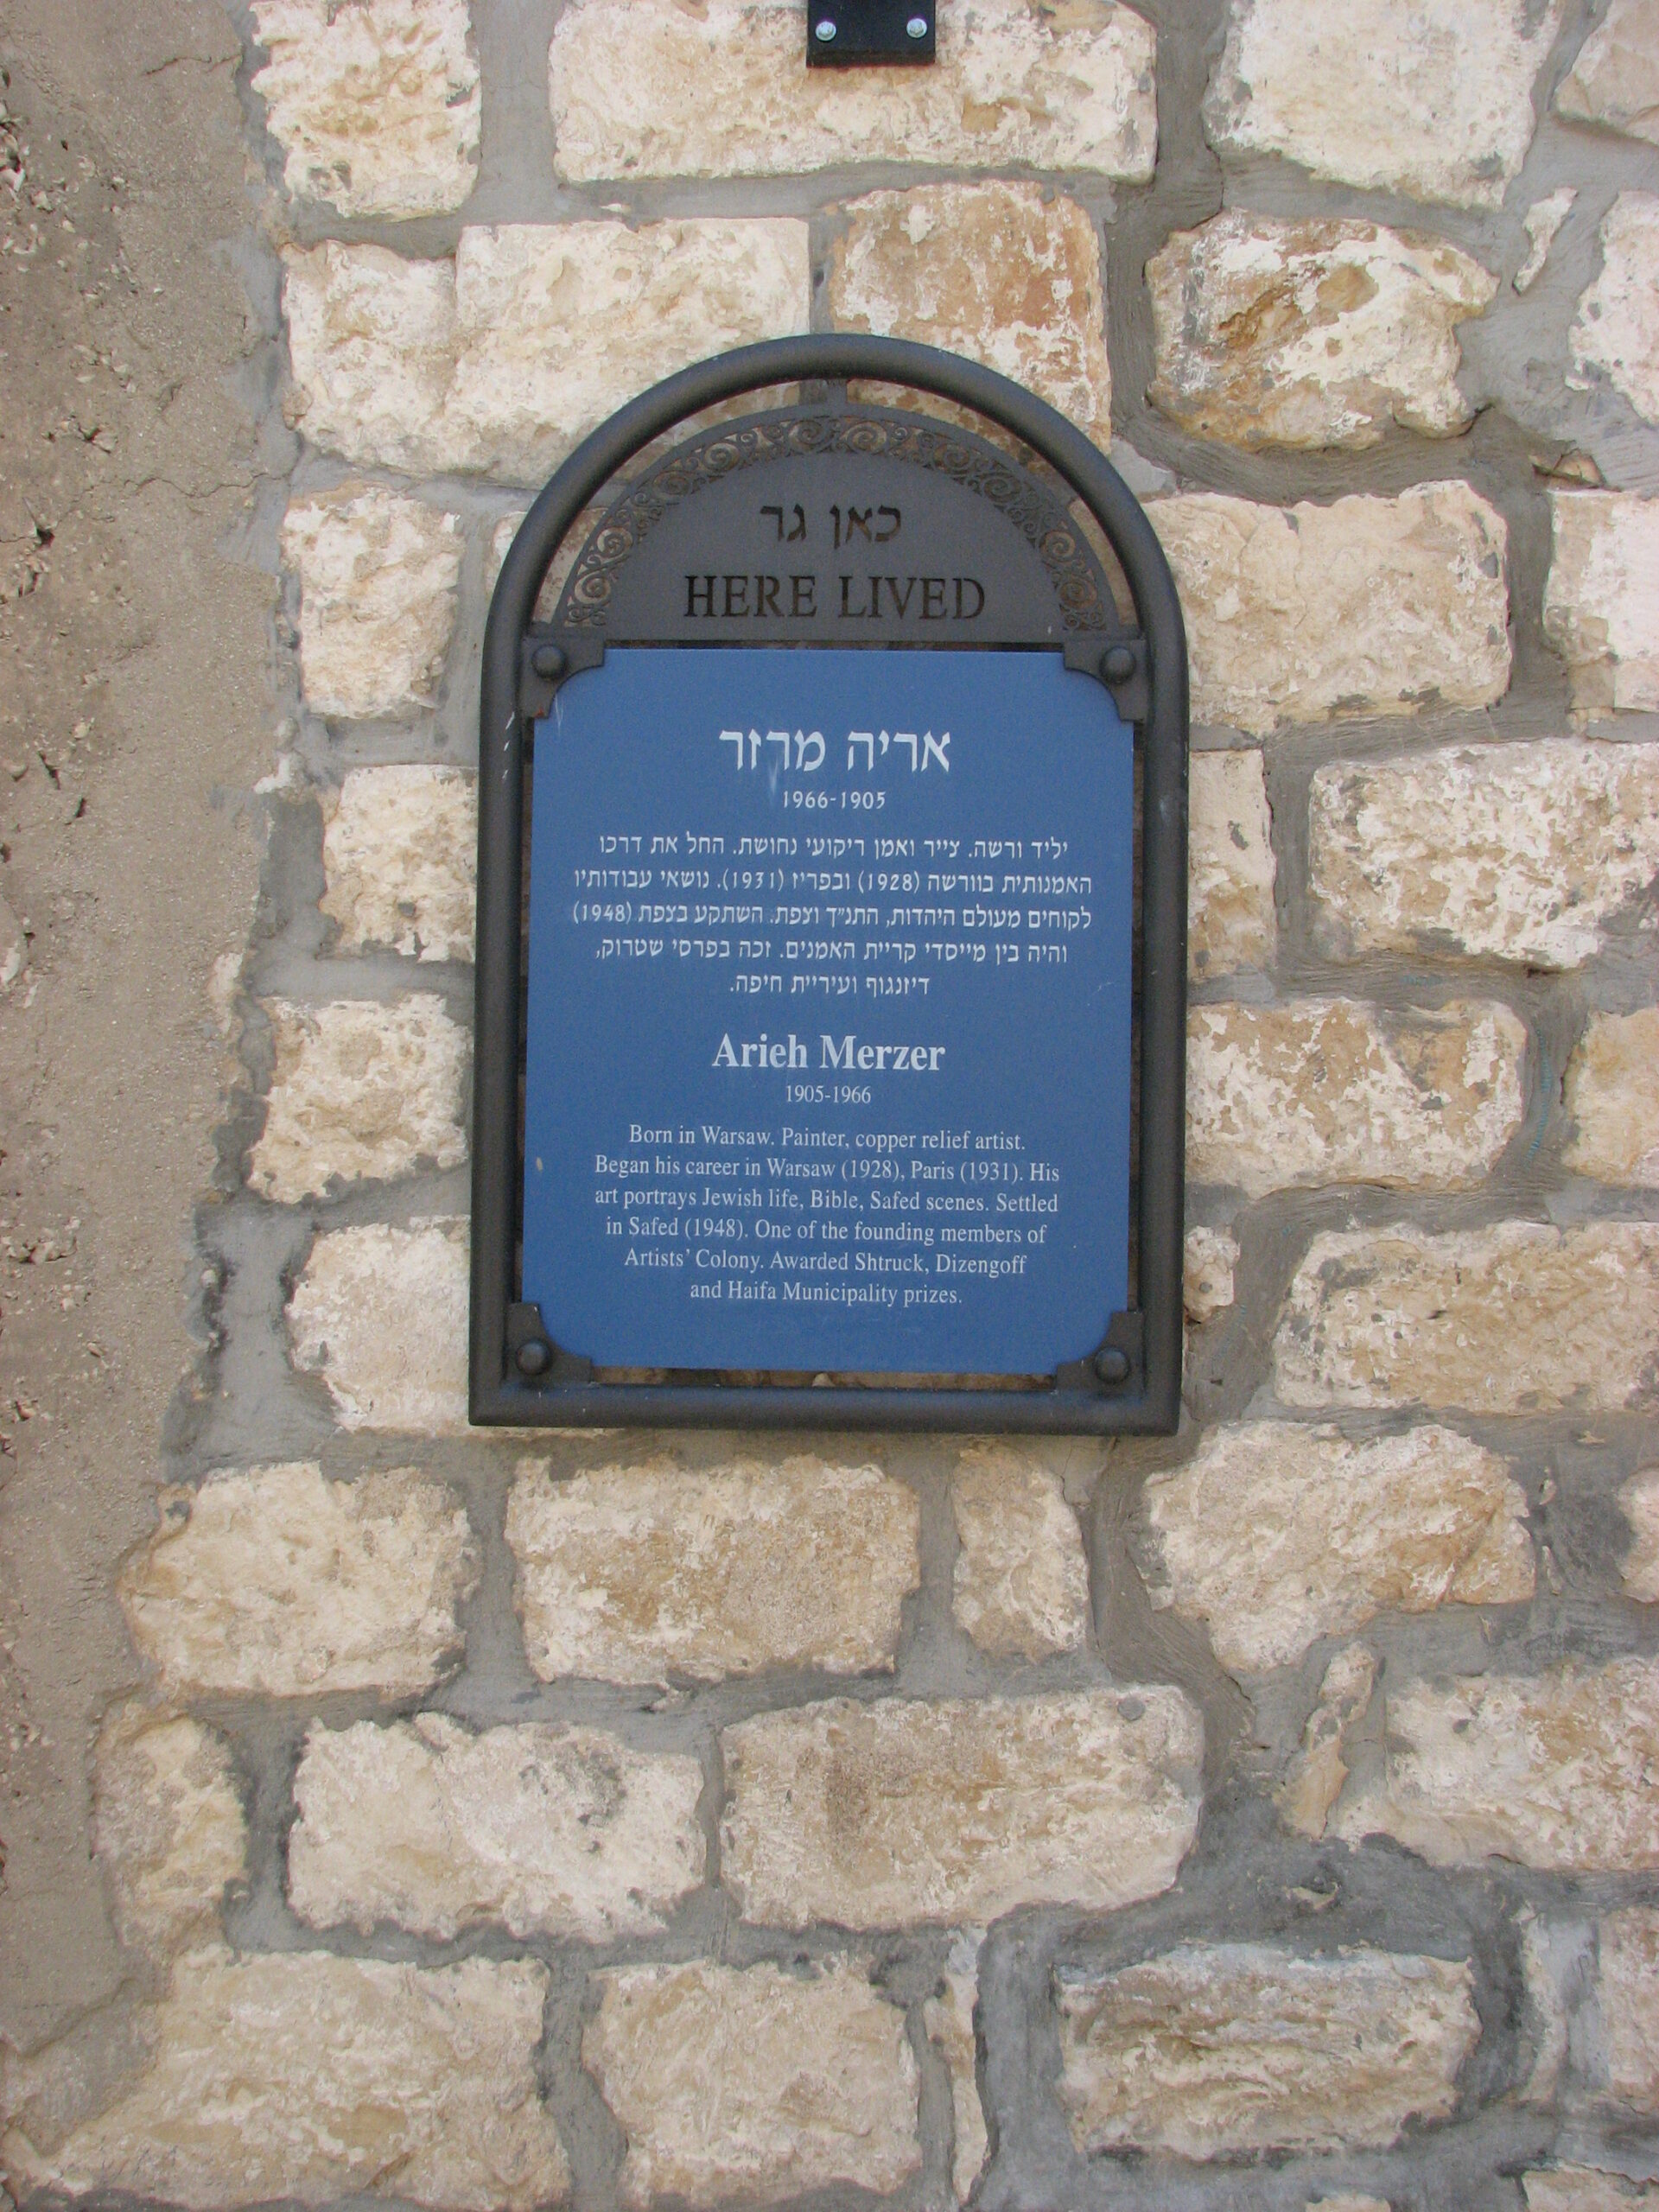 כאן גר
HERE LIVED
אריה מרזר
1966-1905
יליד ורשה. צייר ואמן ריקועי נחושת. החל את דרכו
האמנותית בוורשה (1928) ובפריז (1931). נושאי עבודותיו
לקוחים מעולם היהדות, התנ״ך וצפת. השתקע בצפת (1948)
והיה בין מייסדי קריית האמנים. זכה בפרסי שטרוק,
דיזנגוף ועיריית חיפה.
Arieh Merzer
1905-1966
Born in Warsaw. Painter, copper relief artist.
Began his career in Warsaw (1928), Paris (1931). His
art portrays Jewish life, Bible, Safed scenes. Settled
in Safed (1948). One of the founding members of
Artists' Colony. Awarded Shtruck, Dizengoff
and Haifa Municipality prizes.